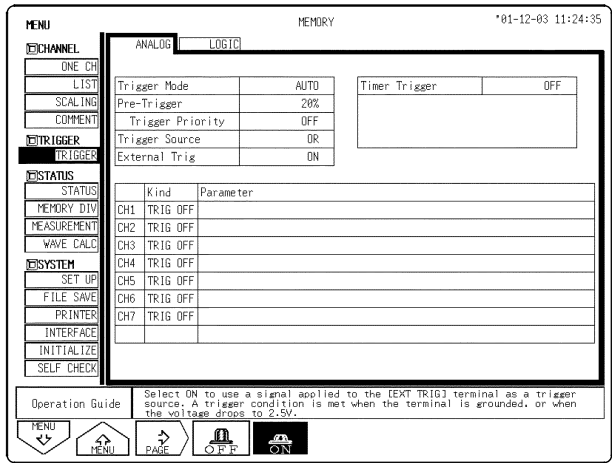 MENU
MEMORY
'01-12-03 11:24:35
CHANNEL
ONE CH
LIST
SCALING
COMMENT
TRIGGER
TRIGGER
STATUS
STATUS
MEMORY DIV
MEASUREMENT
WAVE CALC
SYSTEM
SET UP
FILE SAVE
PRINTER
INTERFACE
INITIALIZE
SELF CHECK
ANALOG LOGIC
Trigger Mode AUTO
Pre-Trigger 20%
Trigger Priority OFF
Trigger Source OR
External Trig ON
Timer Trigger OFF
Kind Parameter
CH1 TRIG OFF
CH2 TRIG OFF
CH3 TRIG OFF
CH4 TRIG OFF
CH5 TRIG OFF
CH6 TRIG OFF
CH7 TRIG OFF
Operation Guide
Select ON to use a signal applied to the [EXT TRIG] terminal as a trigger
source. A trigger condition is met when the terminal is grounded, or when
the voltage drops to 2.5V.
MENU
MENU
PAGE
OFF
ON